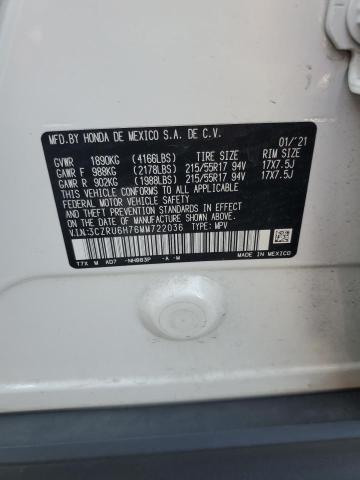 MFD.BY HONDA DE MEXICO S.A. DE C.V. 01/'21
GVWR 1890KG (4166LBS) TIRE SIZE RIM SIZE
GAWR F 988KG (2178LBS) 215/55R17 94V 17X7.5J
GAWR R 902KG (1988LBS) 215/55R17 94V 17X7.5J
THIS VEHICLE CONFORMS TO ALL APPLICABLE FEDERAL MOTOR
VEHICLE SAFETY AND THEFT PREVENTION STANDARDS IN EFFECT
ON THE DATE OF MANUFACTURE SHOWN ABOVE.
V.I.N:3CZRU6H76MM722036 TYPE: MPV
T7X M AD7 -NH883P -A -W
MADE IN MEXICO